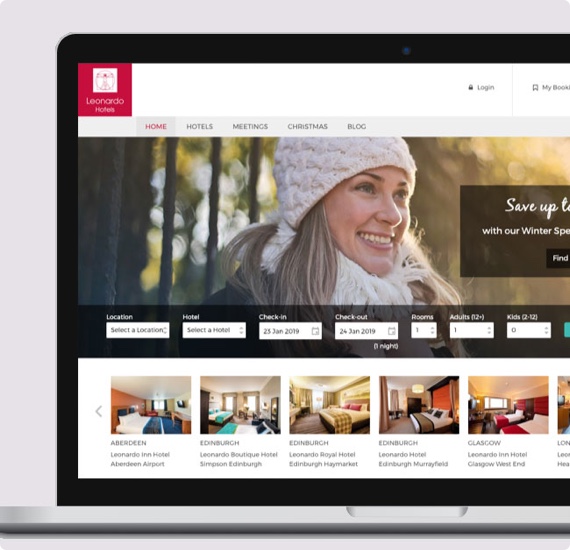 Leonardo
Hotels
Login
My Booki
HOME HOTELS MEETINGS CHRISTMAS BLOG
Save up to
with our Winter Spe
Find
Location Hotel Check-in Check-out Rooms Adults (12+) Kids (2-12)
Select a Location Select a Hotel 23 Jan 2019 24 Jan 2019 1 1 0
(1 night)
ABERDEEN EDINBURGH EDINBURGH EDINBURGH GLASGOW LON
Leonardo Inn Hotel Leonardo Boutique Hotel Leonardo Royal Hotel Leonardo Hotel Leonardo Inn Hotel Leon
Aberdeen Airport Simpson Edinburgh Edinburgh Haymarket Edinburgh Murrayfield Glasgow West End Hea